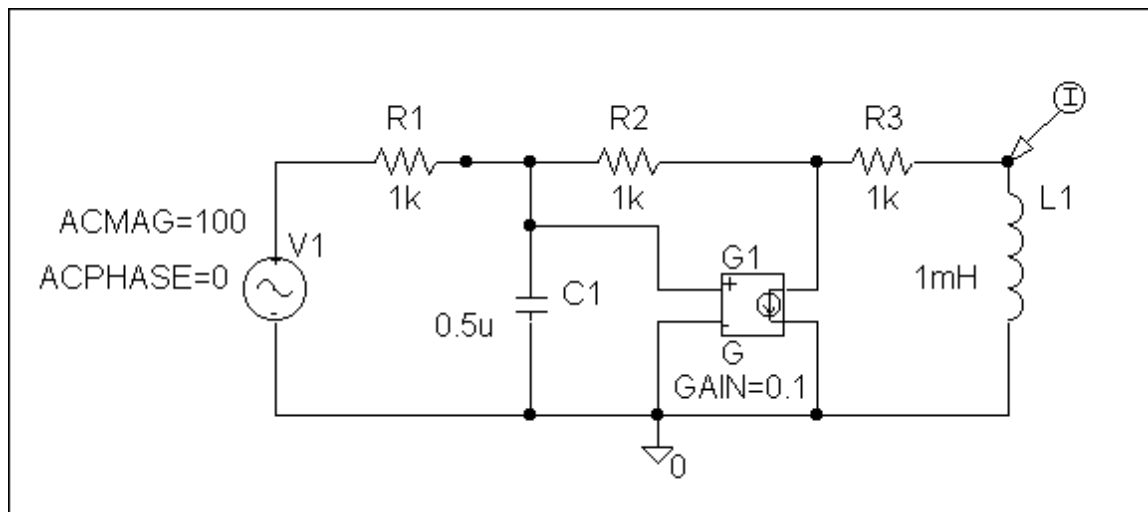 R1
R2
R3
I
1k
1k
1k
L1
ACMAG=100
V1
ACPHASE=0
+
-
G1
+
-
C1
1mH
0.5u
G
GAIN=0.1
0